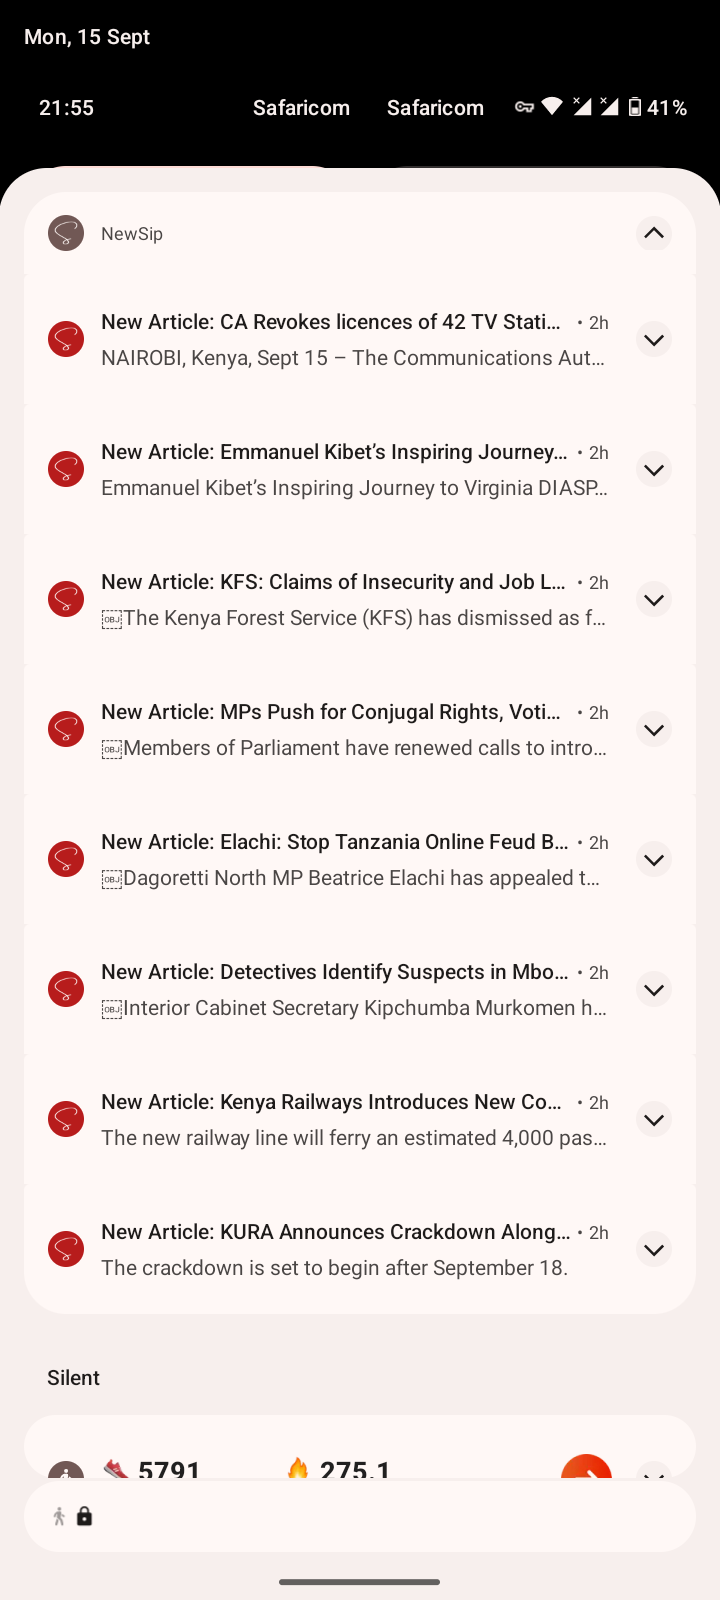 Mon, 15 Sept
21:55 Safaricom Safaricom 41%
NewSip
New Article: CA Revokes licences of 42 TV Stati... • 2h
NAIROBI, Kenya, Sept 15 – The Communications Aut...
New Article: Emmanuel Kibet’s Inspiring Journey... • 2h
Emmanuel Kibet’s Inspiring Journey to Virginia DIASP...
New Article: KFS: Claims of Insecurity and Job L... • 2h
The Kenya Forest Service (KFS) has dismissed as f...
New Article: MPs Push for Conjugal Rights, Voti... • 2h
Members of Parliament have renewed calls to intro...
New Article: Elachi: Stop Tanzania Online Feud B... • 2h
Dagoretti North MP Beatrice Elachi has appealed t...
New Article: Detectives Identify Suspects in Mbo... • 2h
Interior Cabinet Secretary Kipchumba Murkomen h...
New Article: Kenya Railways Introduces New Co... • 2h
The new railway line will ferry an estimated 4,000 pas...
New Article: KURA Announces Crackdown Along... • 2h
The crackdown is set to begin after September 18.
Silent
5791 275.1